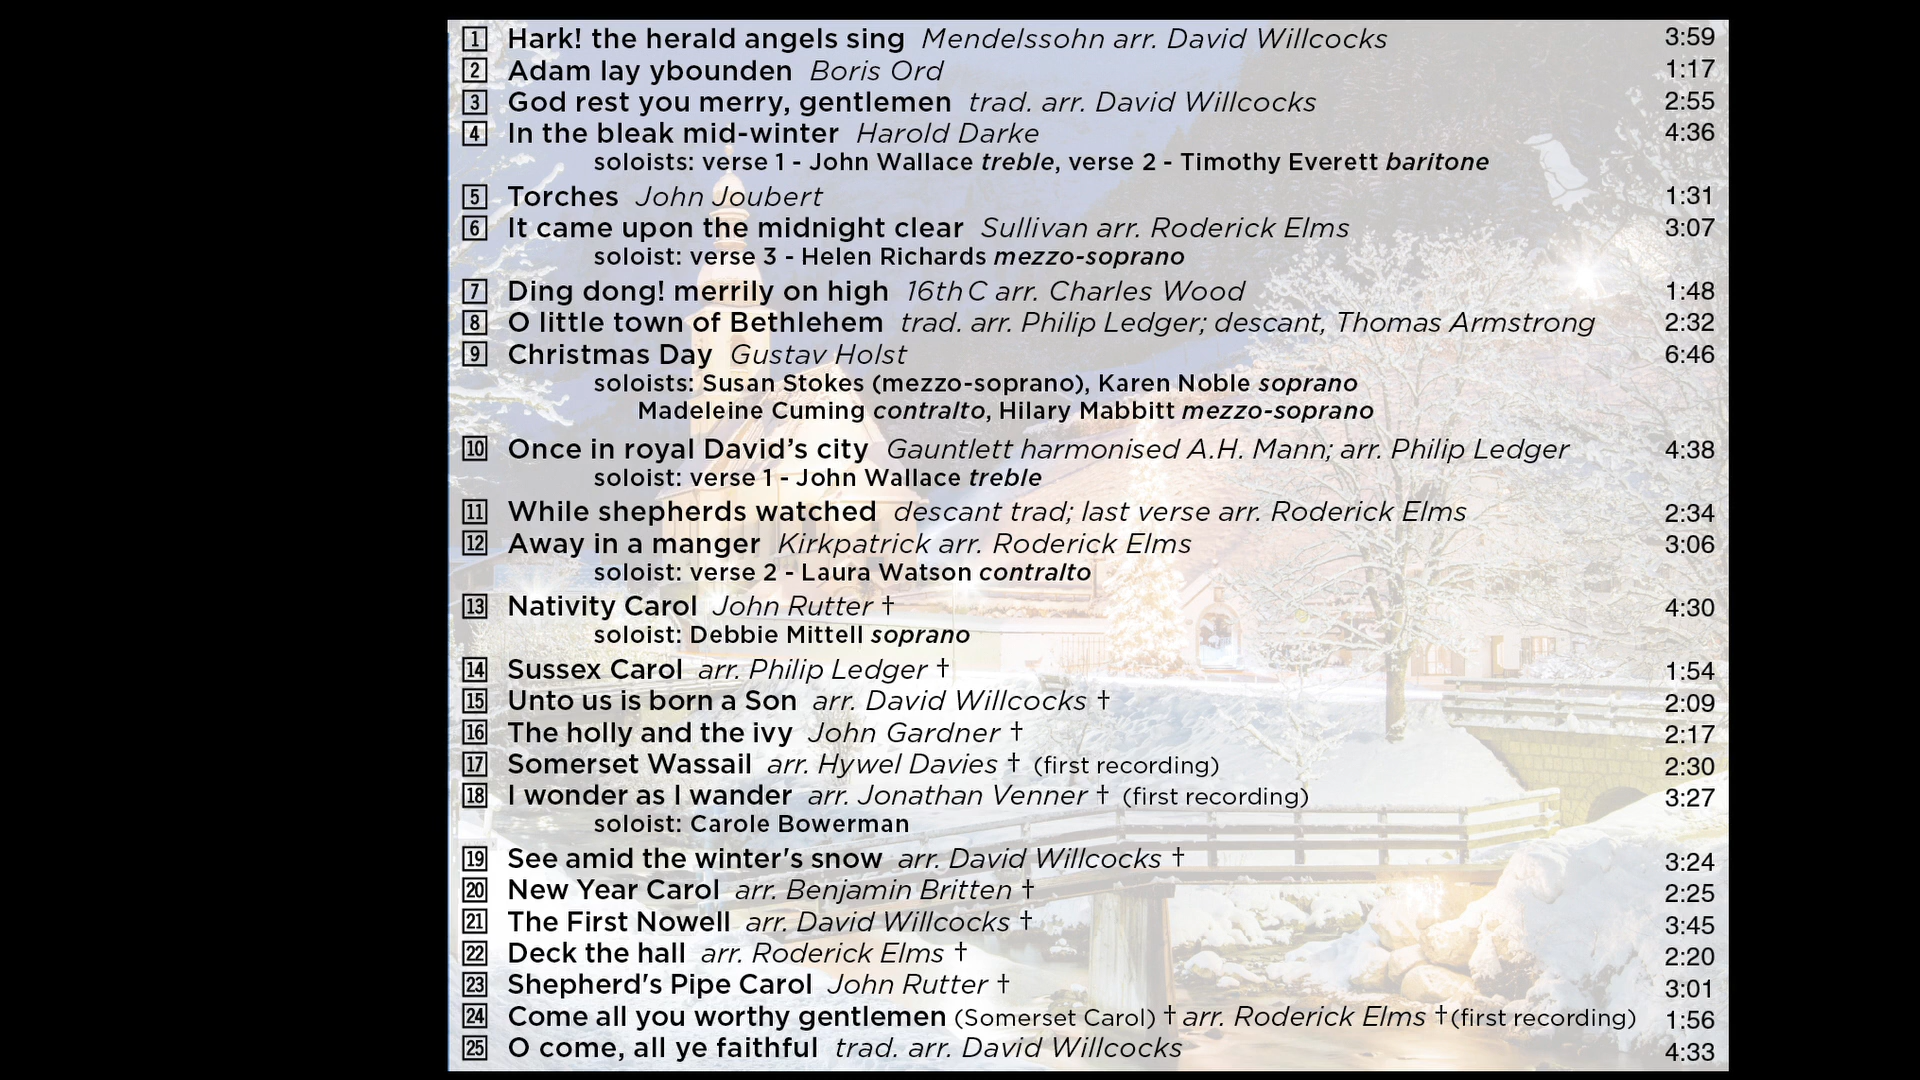 1 Hark! the herald angels sing Mendelssohn arr. David Willcocks 3:59
2 Adam lay ybounden Boris Ord 1:17
3 God rest you merry, gentlemen trad. arr. David Willcocks 2:55
4 In the bleak mid-winter Harold Darke 4:36
soloists: verse 1 - John Wallace treble, verse 2 - Timothy Everett baritone
5 Torches John Joubert 1:31
6 It came upon the midnight clear Sullivan arr. Roderick Elms 3:07
soloist: verse 3 - Helen Richards mezzo-soprano
7 Ding dong! merrily on high 16th C arr. Charles Wood 1:48
8 O little town of Bethlehem trad. arr. Philip Ledger; descant, Thomas Armstrong 2:32
9 Christmas Day Gustav Holst 6:46
soloists: Susan Stokes (mezzo-soprano), Karen Noble soprano
Madeleine Cuming contralto, Hilary Mabbitt mezzo-soprano
10 Once in royal David’s city Gauntlett harmonised A.H. Mann; arr. Philip Ledger 4:38
soloist: verse 1 - John Wallace treble
11 While shepherds watched descant trad; last verse arr. Roderick Elms 2:34
12 Away in a manger Kirkpatrick arr. Roderick Elms 3:06
soloist: verse 2 - Laura Watson contralto
13 Nativity Carol John Rutter † 4:30
soloist: Debbie Mittell soprano
14 Sussex Carol arr. Philip Ledger † 1:54
15 Unto us is born a Son arr. David Willcocks † 2:09
16 The holly and the ivy John Gardner † 2:17
17 Somerset Wassail arr. Hywel Davies † (first recording) 2:30
18 I wonder as I wander arr. Jonathan Venner † (first recording) 3:27
soloist: Carole Bowerman
19 See amid the winter's snow arr. David Willcocks † 3:24
20 New Year Carol arr. Benjamin Britten † 2:25
21 The First Nowell arr. David Willcocks † 3:45
22 Deck the hall arr. Roderick Elms † 2:20
23 Shepherd's Pipe Carol John Rutter † 3:01
24 Come all you worthy gentlemen (Somerset Carol) † arr. Roderick Elms † (first recording) 1:56
25 O come, all ye faithful trad. arr. David Willcocks 4:33